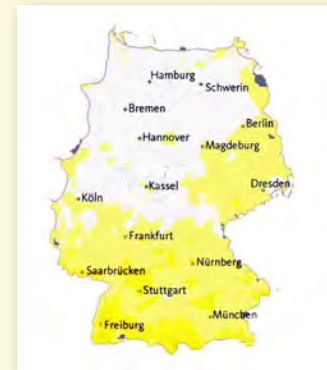 Hamburg
Schwerin
Bremen
Berlin
Hannover
Magdeburg
Kassel
Dresden
Köln
Frankfurt
Nürnberg
Saarbrücken
Stuttgart
München
Freiburg